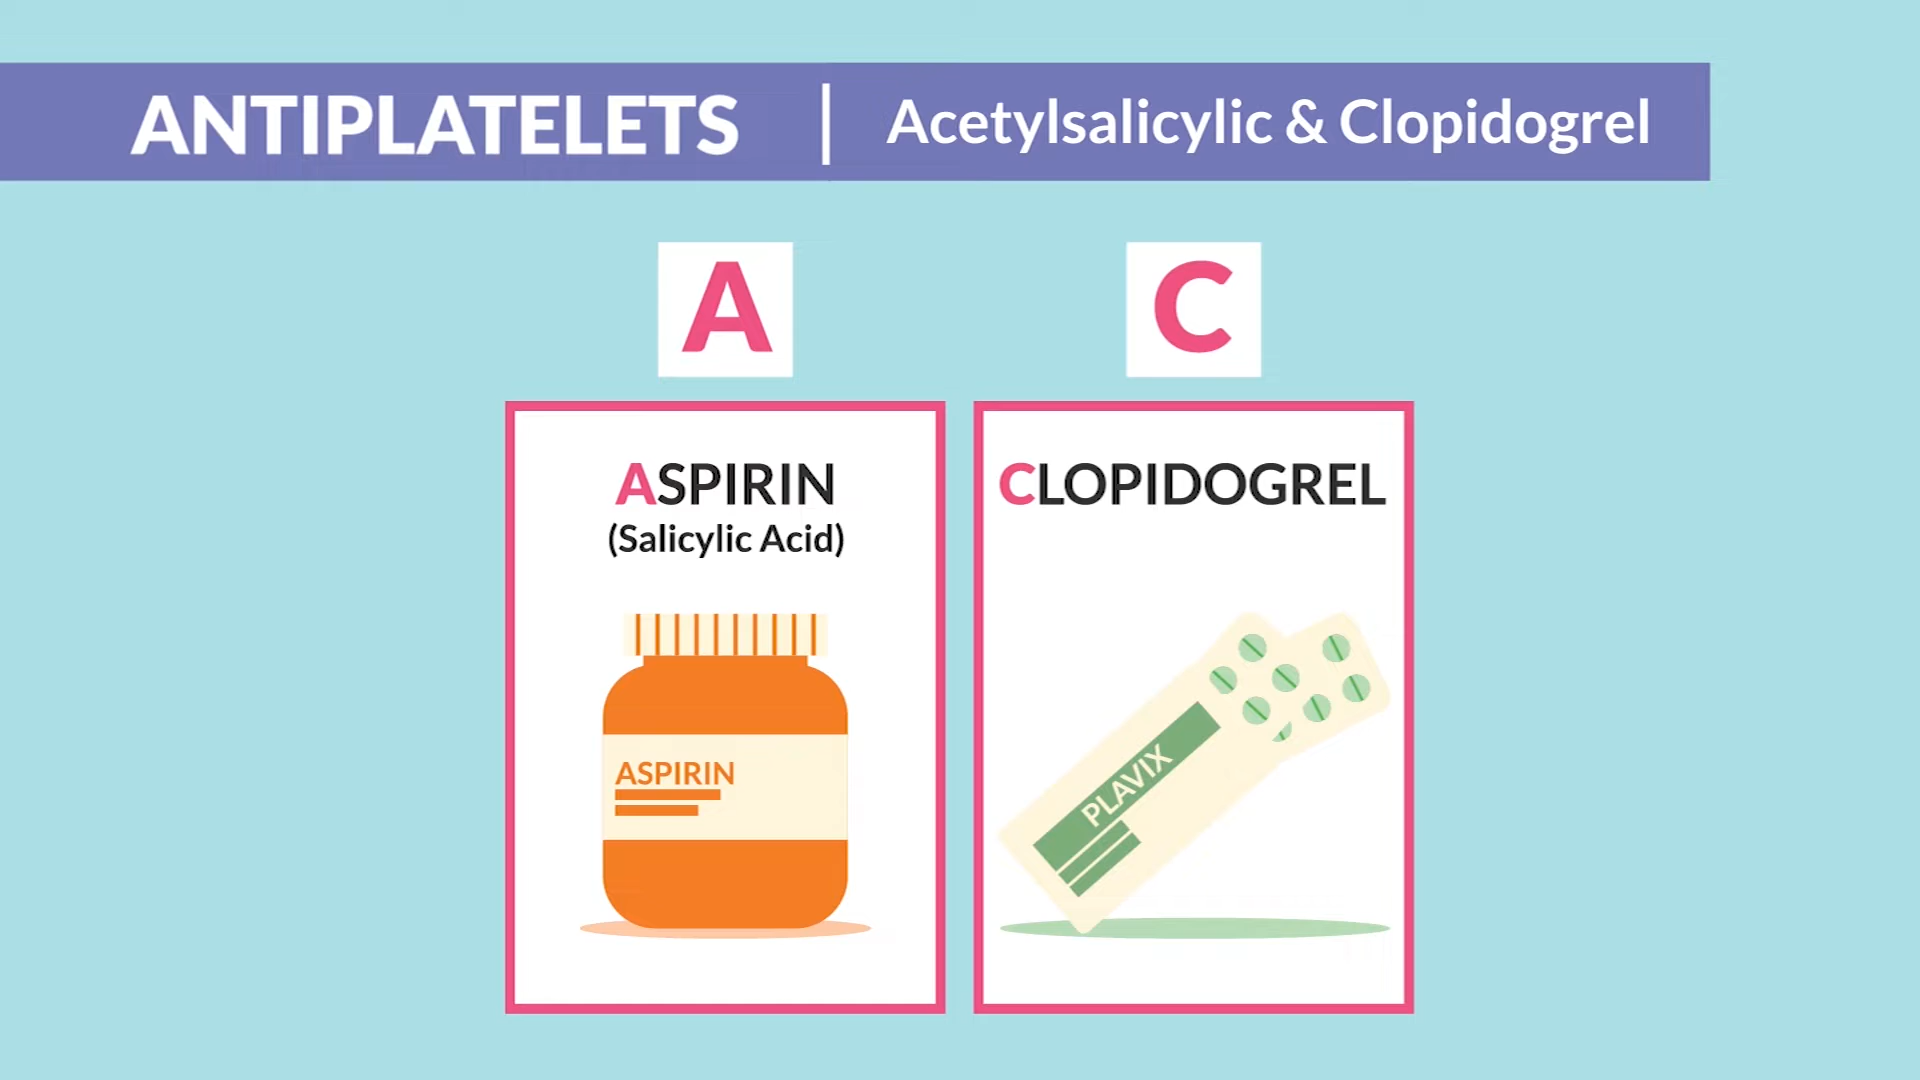 ANTIPLATELETS | Acetylsalicylic & Clopidogrel
A
C
ASPIRIN
(Salicylic Acid)
ASPIRIN
CLOPIDOGREL
PLAVIX